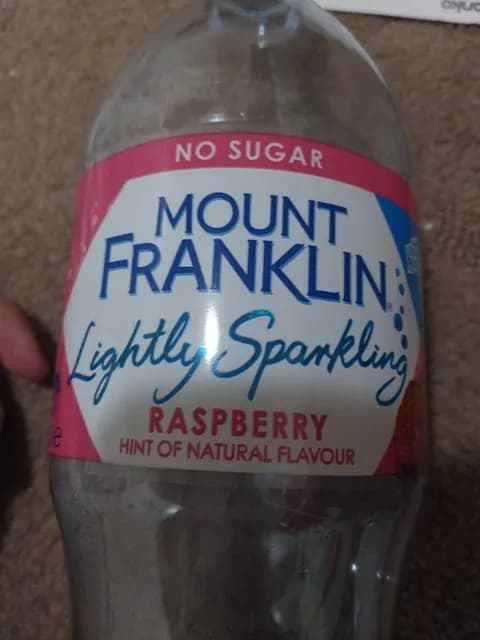 NO SUGAR
MOUNT
FRANKLIN
Lightly Sparkling
RASPBERRY
HINT OF NATURAL FLAVOUR